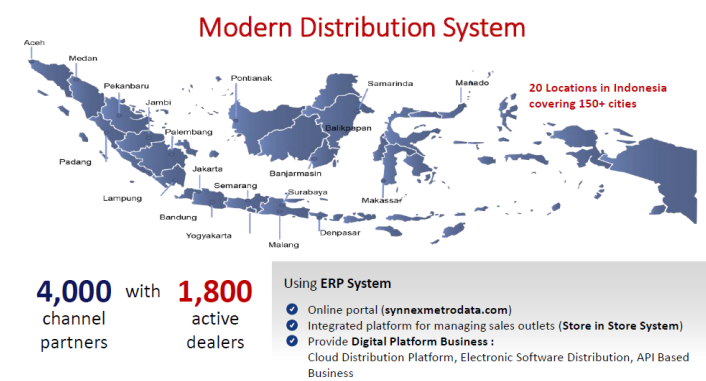 Modern Distribution System
Aceh
Medan
Pekanbaru
Jambi
Palembang
Padang
Lampung
Pontianak
Samarinda
Manado
Balikpapan
Banjarmasin
Jakarta
Semarang
Surabaya
Makassar
Bandung
Yogyakarta
Malang
Denpasar
20 Locations in Indonesia
covering 150+ cities
4,000 with 1,800
channel partners
active dealers
Using ERP System
Online portal (synnexmetrodata.com)
Integrated platform for managing sales outlets (Store in Store System)
Provide Digital Platform Business :
Cloud Distribution Platform, Electronic Software Distribution, API Based
Business